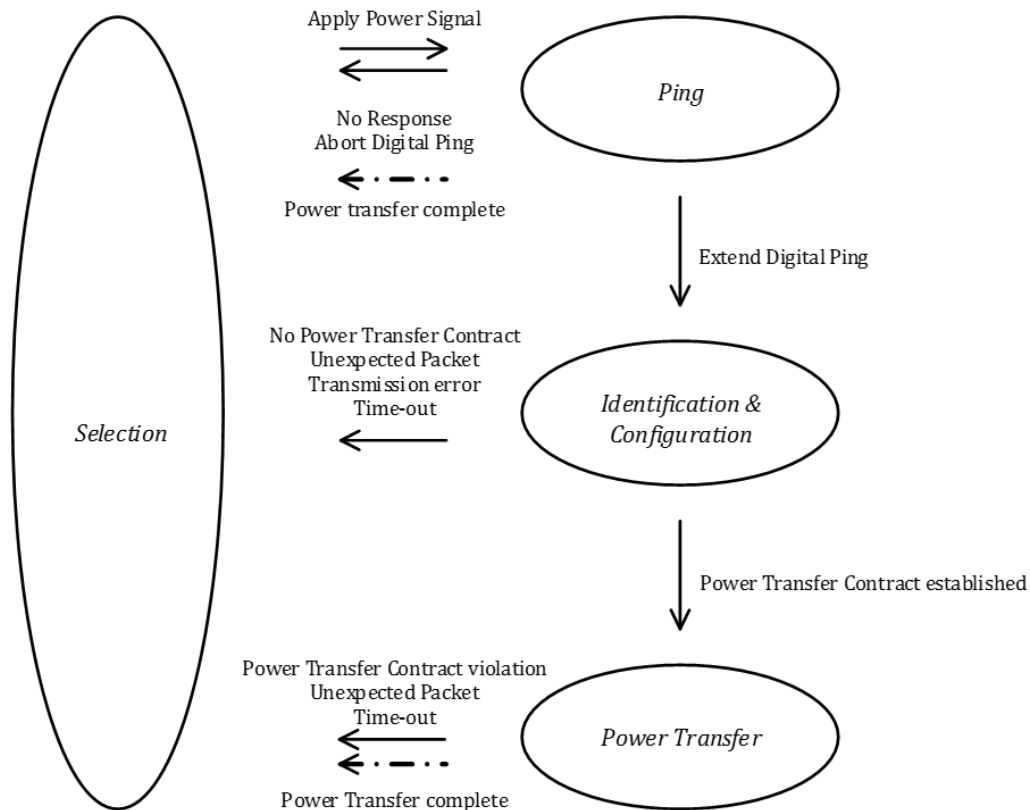 Apply Power Signal
Ping
No Response
Abort Digital Ping
Power transfer complete
Extend Digital Ping
No Power Transfer Contract
Unexpected Packet
Transmission error
Time-out
Identification &
Configuration
Selection
Power Transfer Contract established
Power Transfer Contract violation
Unexpected Packet
Time-out
Power Transfer
Power Transfer complete